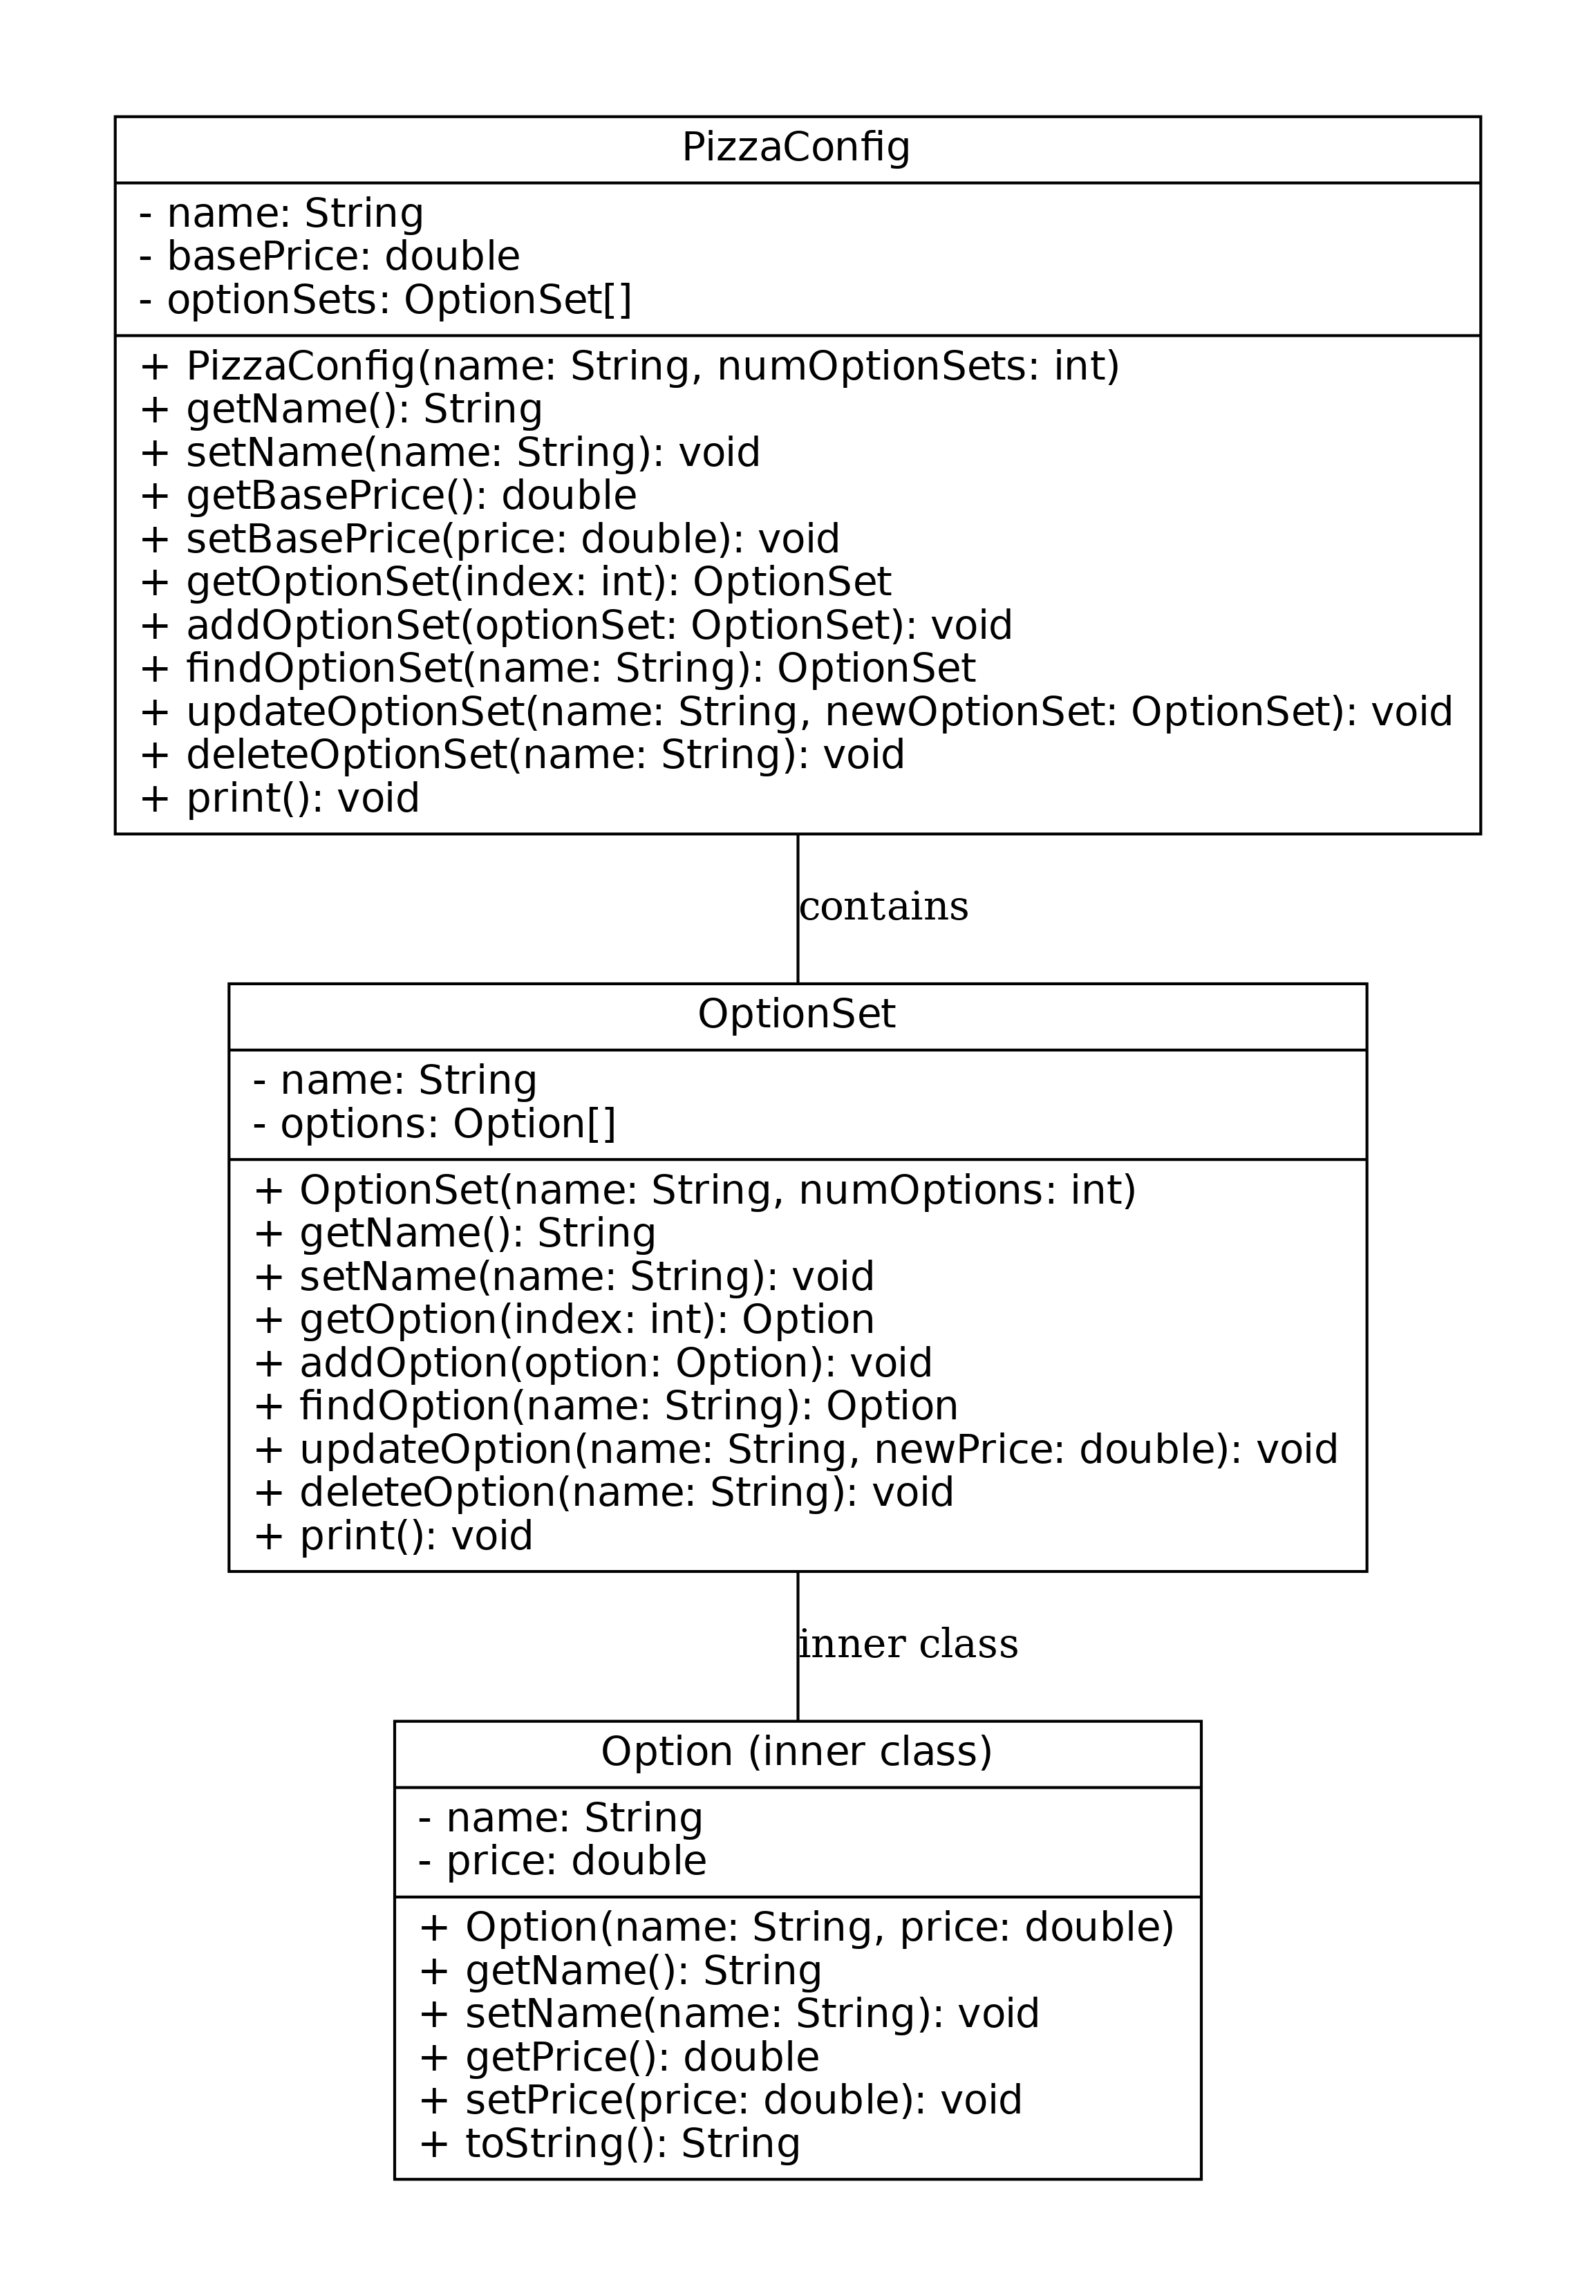 PizzaConfig
- name: String
- basePrice: double
- optionSets: OptionSet[]
+ PizzaConfig(name: String, numOptionSets: int)
+ getName(): String
+ setName(name: String): void
+ getBasePrice(): double
+ setBasePrice(price: double): void
+ getOptionSet(index: int): OptionSet
+ addOptionSet(optionSet: OptionSet): void
+ findOptionSet(name: String): OptionSet
+ updateOptionSet(name: String, newOptionSet: OptionSet): void
+ deleteOptionSet(name: String): void
+ print(): void
contains
OptionSet
- name: String
- options: Option[]
+ OptionSet(name: String, numOptions: int)
+ getName(): String
+ setName(name: String): void
+ getOption(index: int): Option
+ addOption(option: Option): void
+ findOption(name: String): Option
+ updateOption(name: String, newPrice: double): void
+ deleteOption(name: String): void
+ print(): void
inner class
Option (inner class)
- name: String
- price: double
+ Option(name: String, price: double)
+ getName(): String
+ setName(name: String): void
+ getPrice(): double
+ setPrice(price: double): void
+ toString(): String